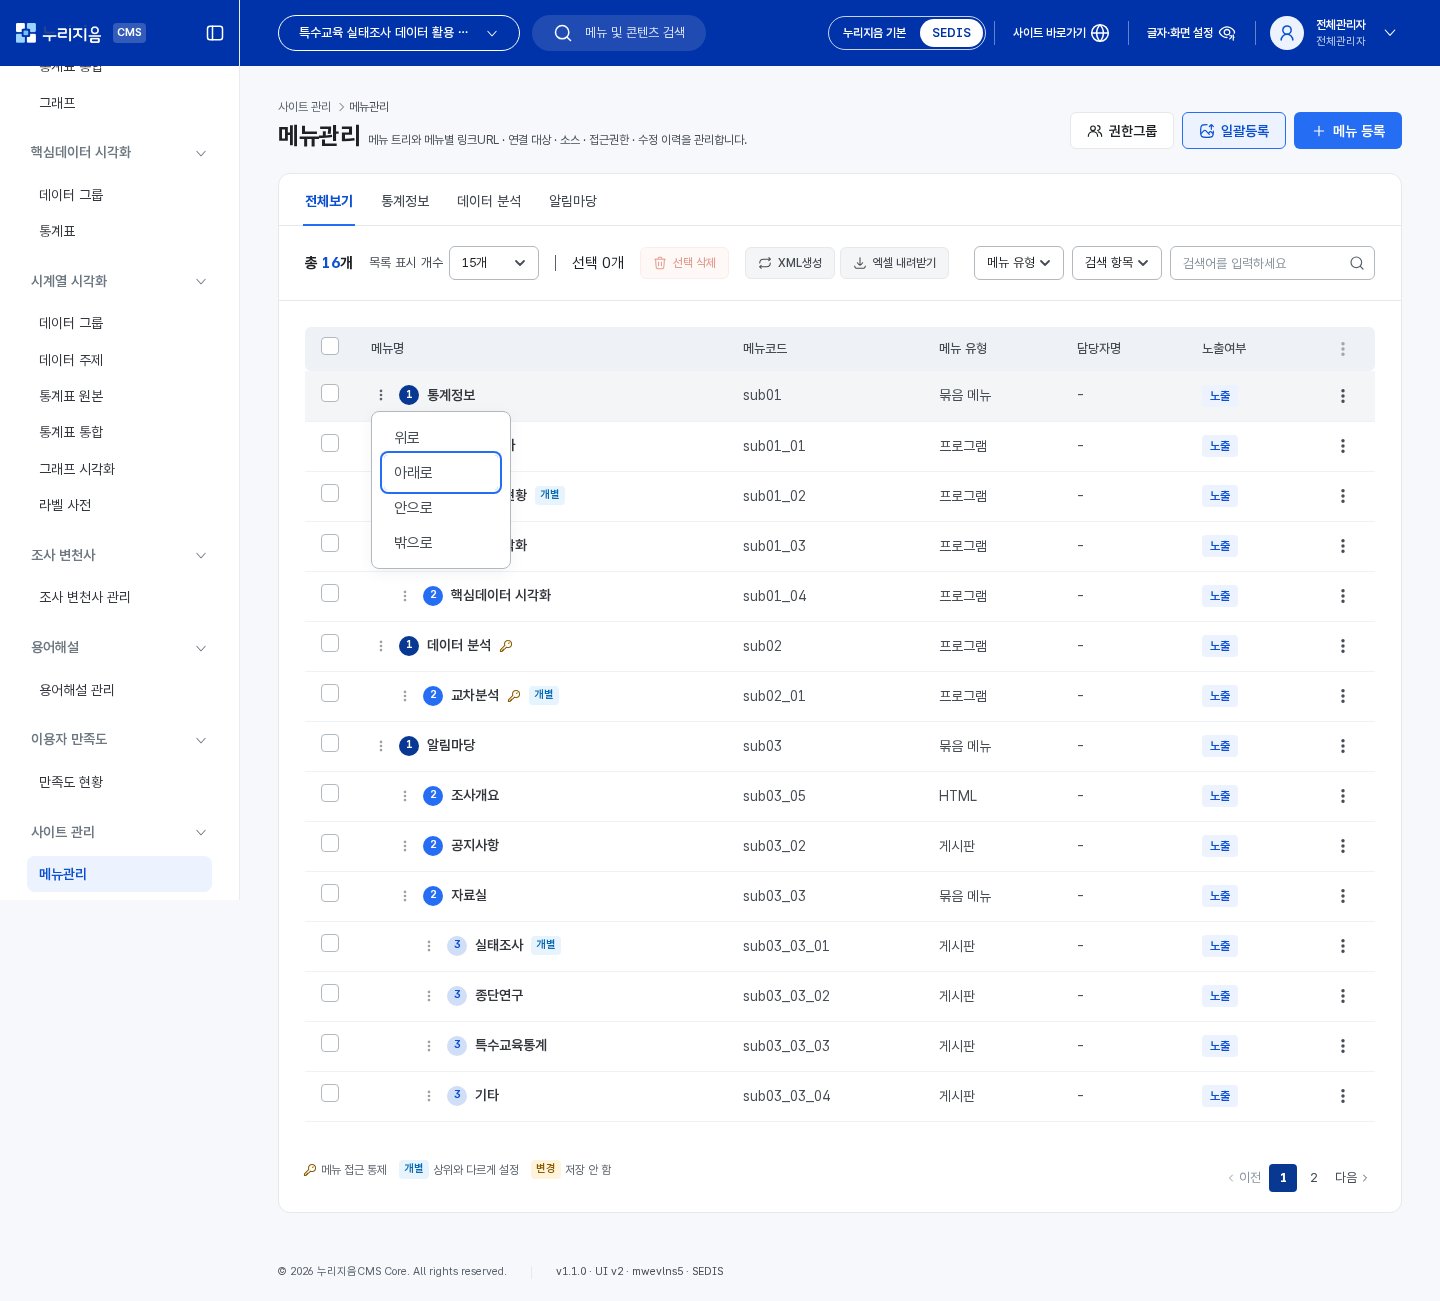 누리지음 CMS
특수교육 실태조사 데이터 활용 ···
메뉴 및 콘텐츠 검색
누리지음 기본 SEDIS
사이트 바로가기
글자·화면 설정
전체관리자
전체관리자
통계표 통합
그래프
핵심데이터 시각화
데이터 그룹
통계표
시계열 시각화
데이터 그룹
데이터 주제
통계표 원본
통계표 통합
그래프 시각화
라벨 사전
조사 변천사
조사 변천사 관리
용어해설
용어해설 관리
이용자 만족도
만족도 현황
사이트 관리
메뉴관리
사이트 관리 > 메뉴관리
메뉴관리 메뉴 트리와 메뉴별 링크URL · 연결 대상 · 소스 · 접근권한 · 수정 이력을 관리합니다.
권한그룹 일괄등록 메뉴 등록
전체보기 통계정보 데이터 분석 알림마당
총 16개 목록 표시 개수 15개 선택 0개 선택 삭제 XML생성 엑셀 내려받기 메뉴 유형 검색 항목 검색어를 입력하세요
메뉴명 메뉴코드 메뉴 유형 담당자명 노출여부
1 통계정보 sub01 묶음 메뉴 - 노출
위로
아래로
안으로
밖으로
sub01_01 프로그램 - 노출
현황 개별 sub01_02 프로그램 - 노출
sub01_03 프로그램 - 노출
2 핵심데이터 시각화 sub01_04 프로그램 - 노출
1 데이터 분석 sub02 프로그램 - 노출
2 교차분석 개별 sub02_01 프로그램 - 노출
1 알림마당 sub03 묶음 메뉴 - 노출
2 조사개요 sub03_05 HTML - 노출
2 공지사항 sub03_02 게시판 - 노출
2 자료실 sub03_03 묶음 메뉴 - 노출
3 실태조사 개별 sub03_03_01 게시판 - 노출
3 종단연구 sub03_03_02 게시판 - 노출
3 특수교육통계 sub03_03_03 게시판 - 노출
3 기타 sub03_03_04 게시판 - 노출
메뉴 접근 통제 개별 상위와 다르게 설정 변경 저장 안 함
이전 1 2 다음
© 2026 누리지음CMS Core. All rights reserved. v1.1.0 · UI v2 · mwevlns5 · SEDIS